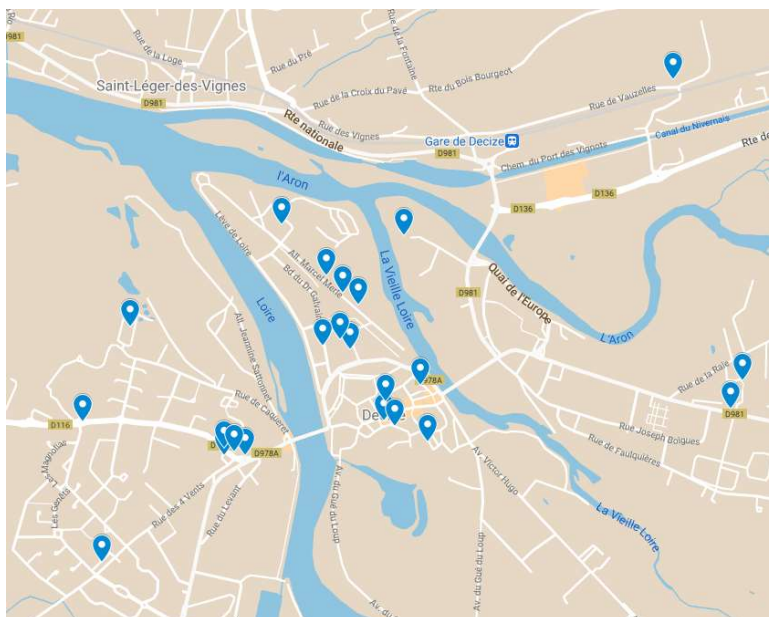 D981
Rue de la Loge
Rue du Pré
Rue de la Fontaine
Rte du Bois Bourgeot
Saint-Léger-des-Vignes
D981
Rue de la Croix du Pavé
Rue de Vauzelles
Rte nationale
Rue des Vignes
Canal du Nivernais
Gare de Decize
D981
Chem. du Port des Vignots
Rte de
l'Aron
D136
D136
Lève de Loire
All. Marcel Merle
Bd du Dr Galvaing
La Vieille Loire
Quai de l'Europe
D981
Loire
L'Aron
All. Jeannine Sattonnet
Rue de Caqueret
Rue de la Raie
D978A
D981
D116
D978A
Rue Joseph Boigues
Rue de Faulquières
Les Magnolias
Les Genêts
Rue des 4 Vents
Rue du Levant
Av. du Gué du Loup
Av. Victor Hugo
La Vieille Loire
Av. du Gué du Loup
Av. du G